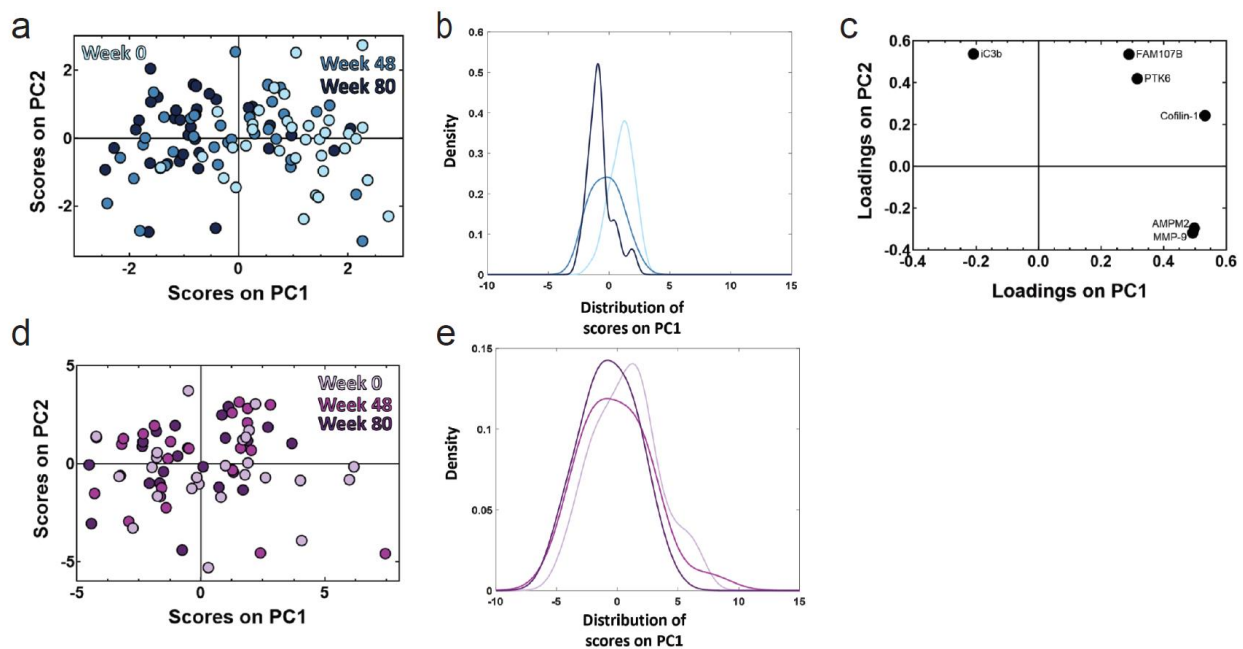 a
Week 0
Week 48
Week 80
2
0
-2
-2
0
2
Scores on PC2
Scores on PC1
b
0.6
0.5
0.4
0.3
0.2
0.1
0
-10
-5
0
5
10
15
Density
Distribution of
scores on PC1
c
0.6
0.4
0.2
0.0
-0.2
-0.4
-0.4
-0.2
0.0
0.2
0.4
0.6
iC3b
FAM107B
PTK6
Cofilin-1
AMPM2
MMP-9
Loadings on PC2
Loadings on PC1
d
Week 0
Week 48
Week 80
5
0
-5
-5
0
5
Scores on PC2
Scores on PC1
e
0.15
0.1
0.05
0
-10
-5
0
5
10
15
Density
Distribution of
scores on PC1